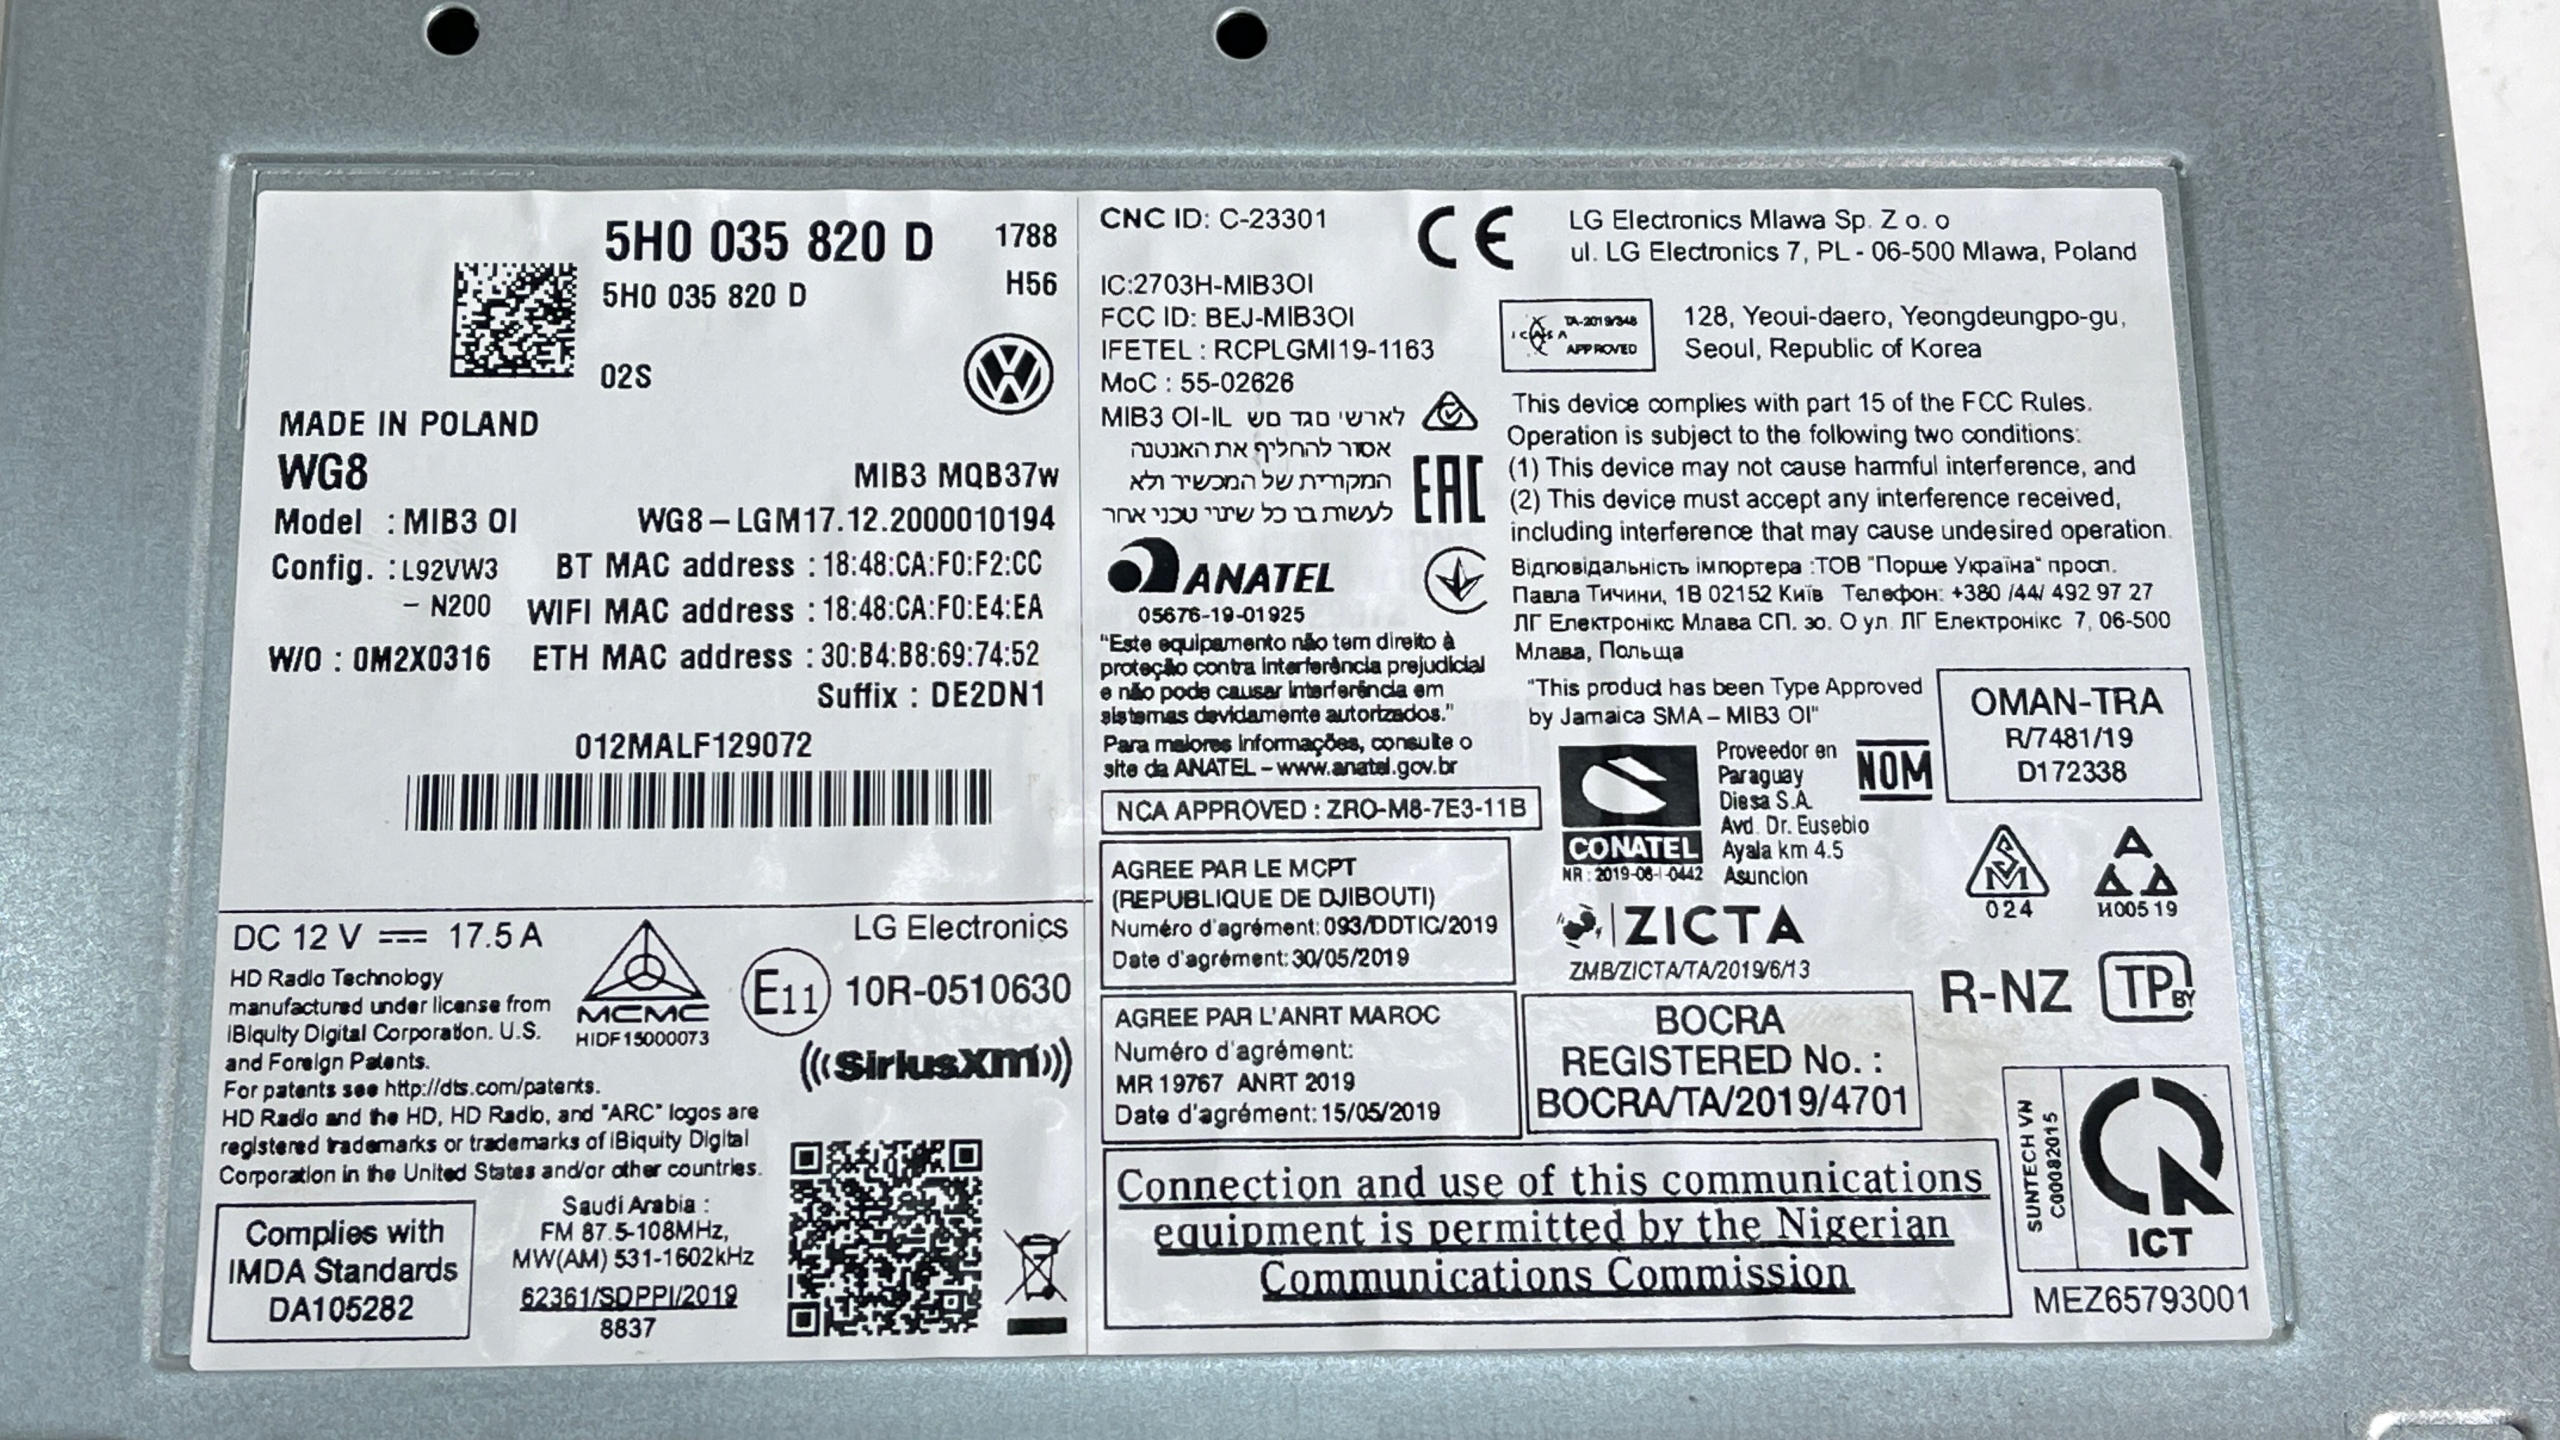 5H0 035 820 D
1788
5H0 035 820 D
H56
02S
MADE IN POLAND
WG8
MIB3 MQB37w
Model : MIB3 OI
WG8-LGM17.12.2000010194
Config. : L92VW3
- N200
BT MAC address : 18:48:CA:F0:F2:CC
WIFI MAC address : 18:48:CA:F0:E4:EA
W/O : 0M2X0316
ETH MAC address : 30:B4:B8:69:74:52
Suffix : DE2DN1
012MALF129072
DC 12 V 17.5 A
HD Radio Technology
manufactured under license from
iBiquity Digital Corporation. U.S.
and Foreign Patents.
For patents see http://dts.com/patents.
HD Radio and the HD, HD Radio, and "ARC" logos are
registered trademarks or trademarks of iBiquity Digital
Corporation in the United States and/or other countries.
MCMC
HIDF15000073
LG Electronics
E11 10R-0510630
(((SiriusXM)))
Complies with
IMDA Standards
DA105282
Saudi Arabia :
FM 87.5-108MHz,
MW(AM) 531-1602kHz
62361/SDPPI/2019
8837
CNC ID: C-23301
CE
IC:2703H-MIB3OI
FCC ID: BEJ-MIB3OI
IFETEL : RCPLGMI19-1163
MoC : 55-02626
MIB3 OI-IL לארשי סגד סש
אסור להחליף את האנטנה
המקורית של המכשיר ולא
לעשות בו כל שינוי טכני אחר
EAC
ANATEL
05676-19-01925
"Este equipamento não tem direito à
proteção contra interferência prejudicial
e não pode causar interferência em
sistemas devidamente autorizados."
Para maiores informações, consulte o
site da ANATEL – www.anatel.gov.br
NCA APPROVED : ZRO-M8-7E3-11B
AGREE PAR LE MCPT
(REPUBLIQUE DE DJIBOUTI)
Numéro d'agrément: 093/DDTIC/2019
Date d'agrément: 30/05/2019
AGREE PAR L'ANRT MAROC
Numéro d'agrément:
MR 19767 ANRT 2019
Date d'agrément: 15/05/2019
LG Electronics Mlawa Sp. Z o. o
ul. LG Electronics 7, PL - 06-500 Mlawa, Poland
ICASA
TA-2019/348
APPROVED
128, Yeoui-daero, Yeongdeungpo-gu,
Seoul, Republic of Korea
This device complies with part 15 of the FCC Rules.
Operation is subject to the following two conditions:
(1) This device may not cause harmful interference, and
(2) This device must accept any interference received,
including interference that may cause undesired operation.
Відповідальність імпортера :ТОВ "Порше Україна" просп.
Павла Тичини, 1В 02152 Київ Телефон: +380 /44/ 492 97 27
ЛГ Електронікс Млава СП. зо. О ул. ЛГ Електронікс 7, 06-500
Млава, Польща
"This product has been Type Approved
by Jamaica SMA – MIB3 OI"
OMAN-TRA
R/7481/19
D172338
CONATEL
NR : 2019-06-I-0442
Proveedor en
Paraguay
Diesa S.A.
Avd. Dr. Eusebio
Ayala km 4.5
Asuncion
NOM
024
И00519
ZICTA
ZMB/ZICTA/TA/2019/6/13
R-NZ
TP BY
BOCRA
REGISTERED No. :
BOCRA/TA/2019/4701
Connection and use of this communications
equipment is permitted by the Nigerian
Communications Commission
SUNTECH VN
C00082015
ICT
MEZ65793001